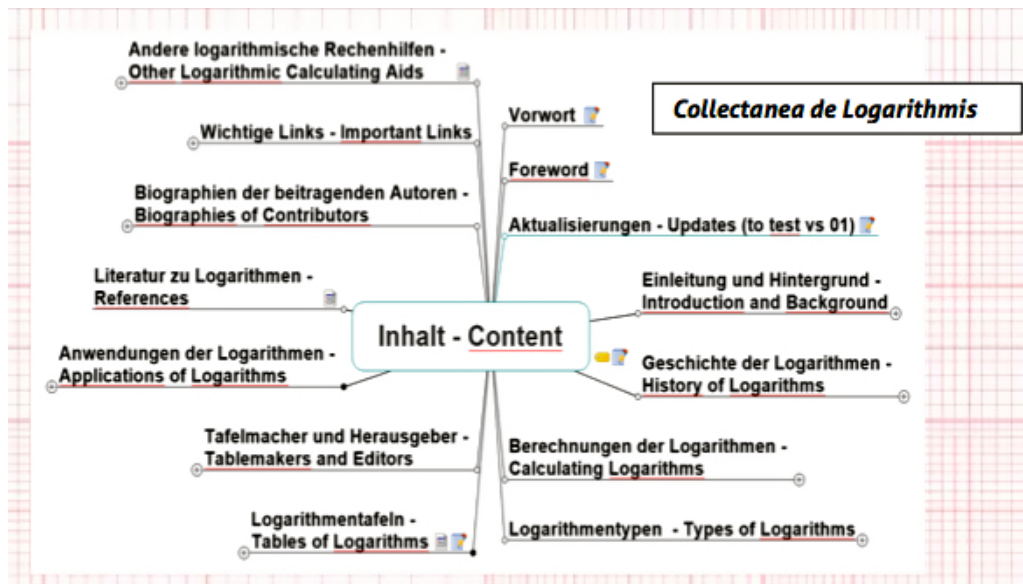 Collectanea de Logarithmis
Inhalt - Content
Vorwort
Foreword
Aktualisierungen - Updates (to test vs 01)
Einleitung und Hintergrund -
Introduction and Background
Geschichte der Logarithmen -
History of Logarithms
Berechnungen der Logarithmen -
Calculating Logarithms
Logarithmentypen - Types of Logarithms
Andere logarithmische Rechenhilfen -
Other Logarithmic Calculating Aids
Wichtige Links - Important Links
Biographien der beitragenden Autoren -
Biographies of Contributors
Literatur zu Logarithmen -
References
Anwendungen der Logarithmen -
Applications of Logarithms
Tafelmacher und Herausgeber -
Tablemakers and Editors
Logarithmentafeln -
Tables of Logarithms